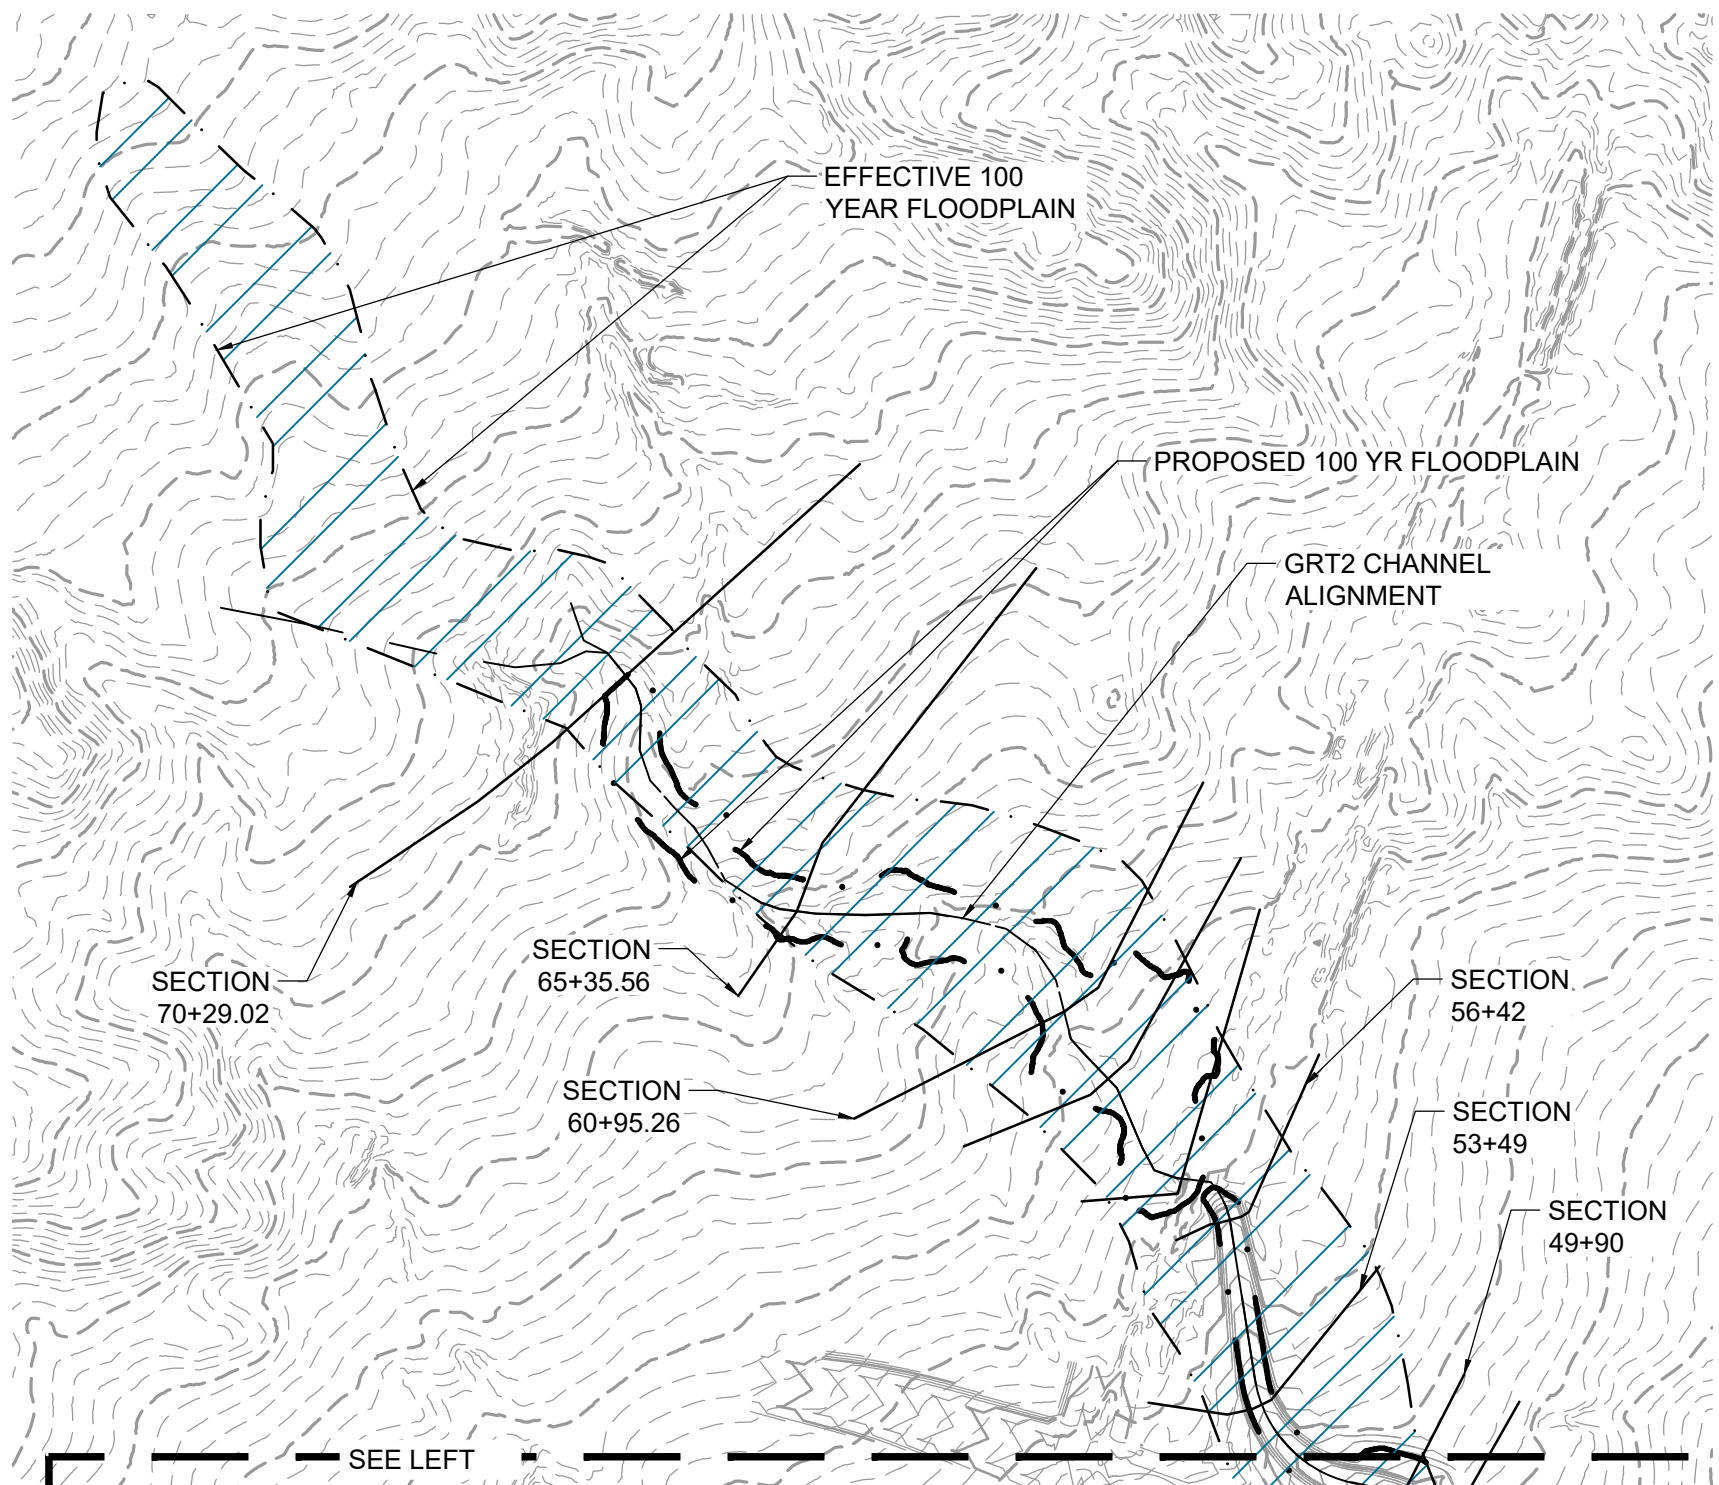 EFFECTIVE 100
YEAR FLOODPLAIN
PROPOSED 100 YR FLOODPLAIN
GRT2 CHANNEL
ALIGNMENT
SECTION
70+29.02
SECTION
65+35.56
SECTION
60+95.26
SECTION
56+42
SECTION
53+49
SECTION
49+90
SEE LEFT